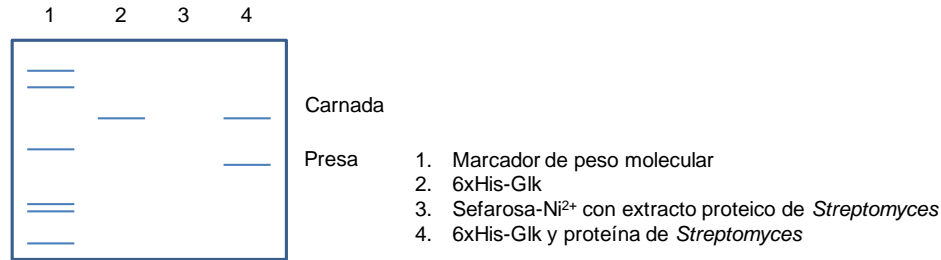 1 2 3 4
Carnada
Presa
1. Marcador de peso molecular
2. 6xHis-Glk
3. Sefarosa-Ni²⁺ con extracto proteico de Streptomyces
4. 6xHis-Glk y proteína de Streptomyces